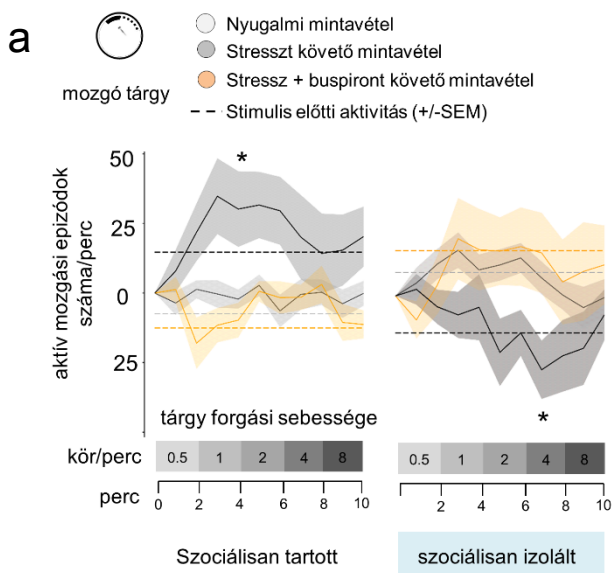 a
mozgó tárgy
Nyugalmi mintavétel
Stresszt követő mintavétel
Stressz + buspiront követő mintavétel
Stimulis előtti aktivitás (+/-SEM)
aktív mozgási epizódok
száma/perc
50
25
0
25
*
*
tárgy forgási sebessége
kör/perc
0.5 1 2 4 8
0.5 1 2 4 8
perc
0 2 4 6 8 10
2 4 6 8 10
Szociálisan tartott
szociálisan izolált